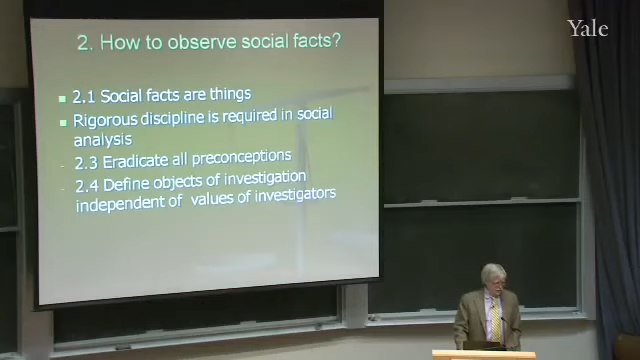 Yale
2. How to observe social facts?
2.1 Social facts are things
Rigorous discipline is required in social
analysis
- 2.3 Eradicate all preconceptions
- 2.4 Define objects of investigation
independent of values of investigators